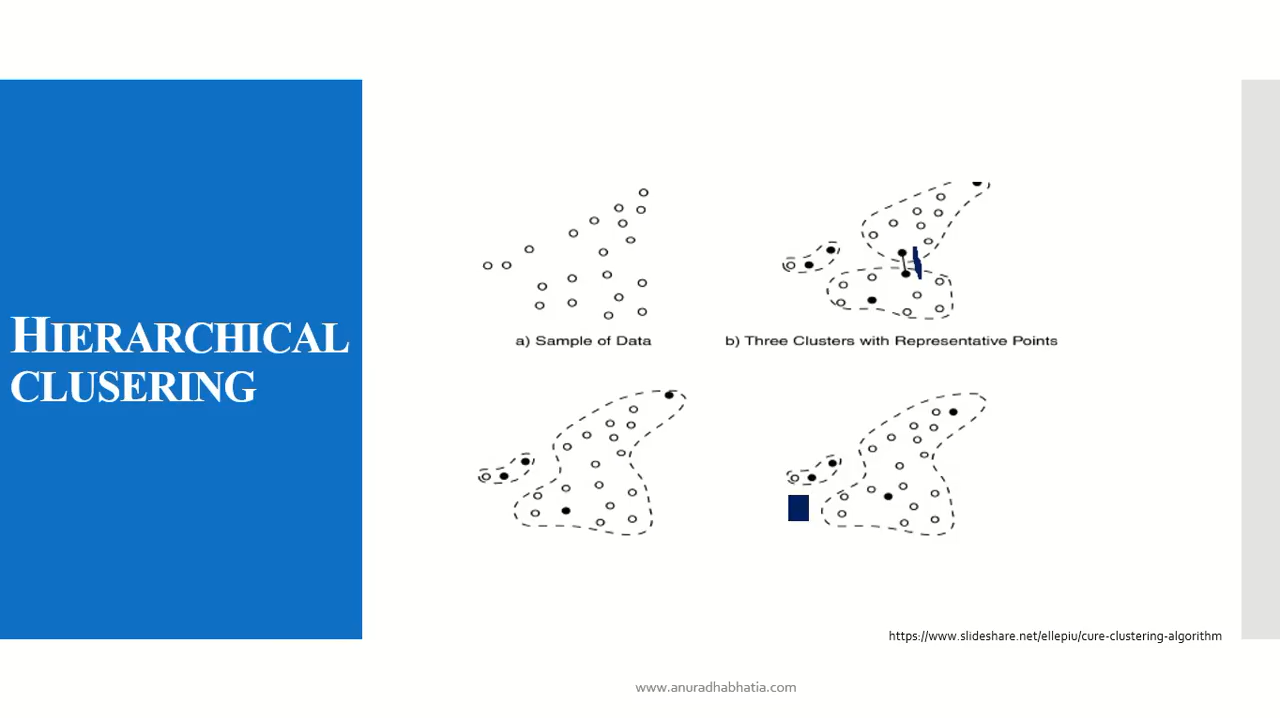 HIERARCHICAL
CLUSERING
a) Sample of Data
b) Three Clusters with Representative Points
https://www.slideshare.net/ellepiu/cure-clustering-algorithm
www.anuradhabhatia.com